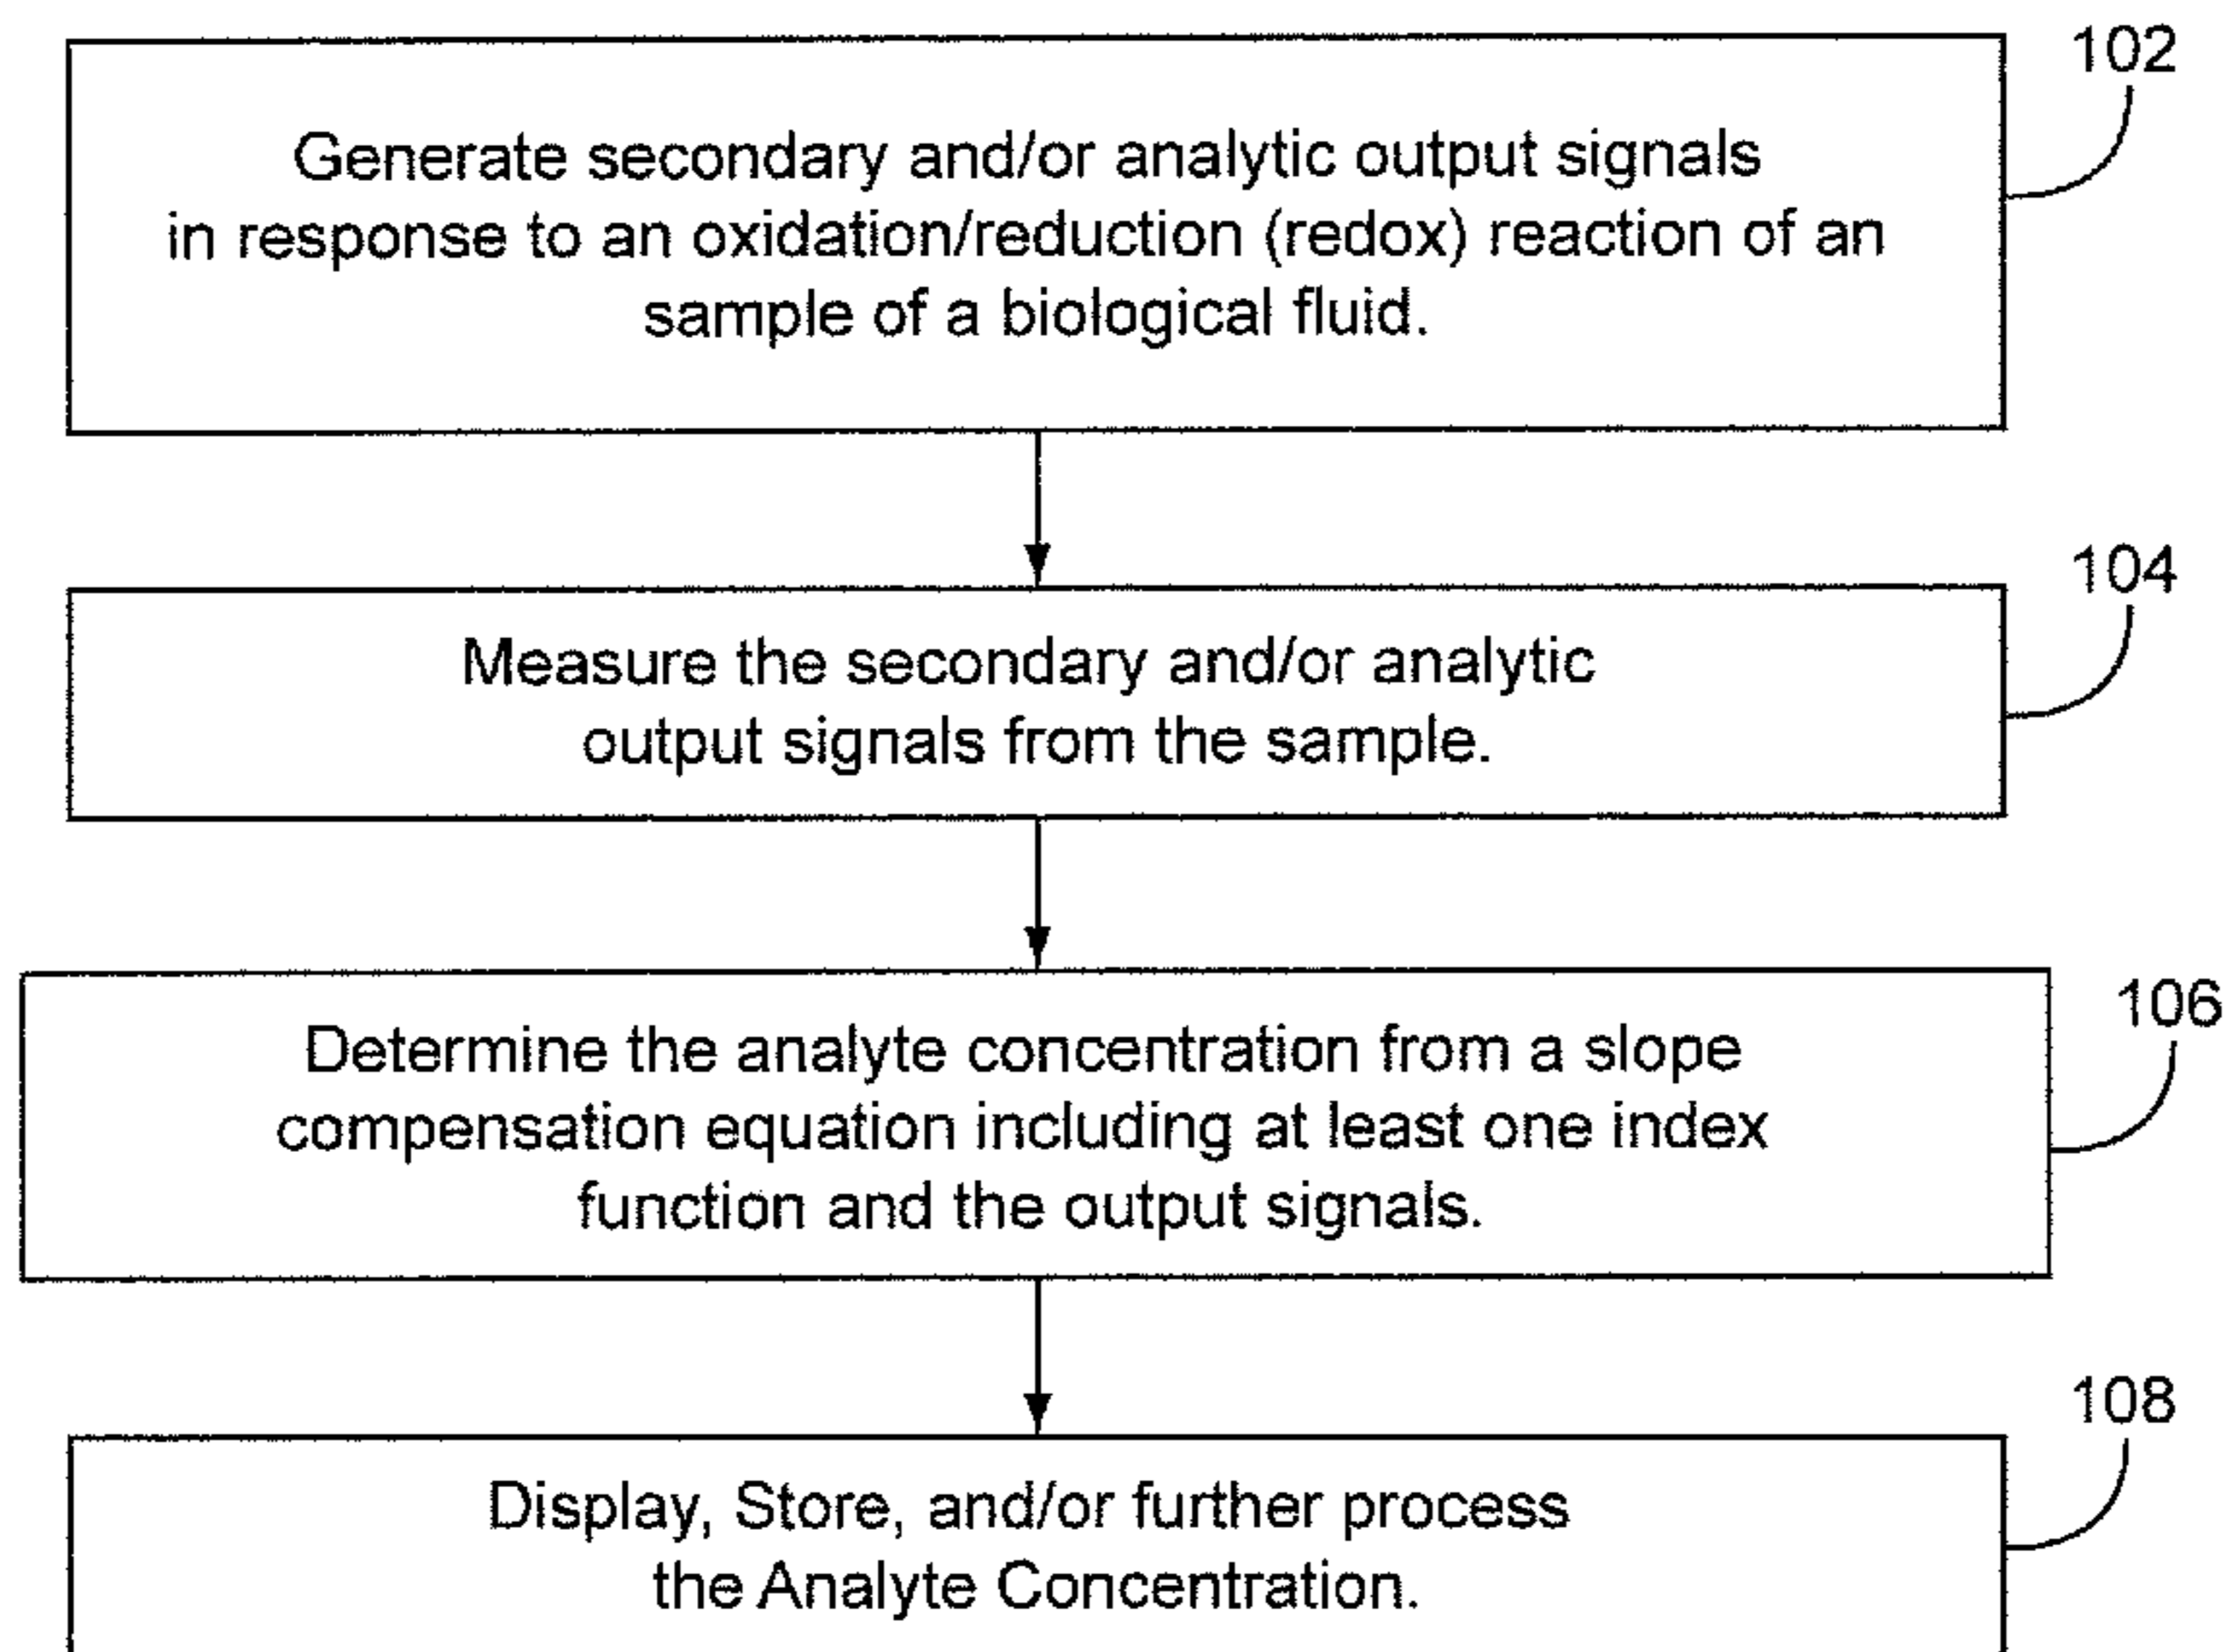 102
Generate secondary and/or analytic output signals
in response to an oxidation/reduction (redox) reaction of an
sample of a biological fluid.
104
Measure the secondary and/or analytic
output signals from the sample.
106
Determine the analyte concentration from a slope
compensation equation including at least one index
function and the output signals.
108
Display, Store, and/or further process
the Analyte Concentration.